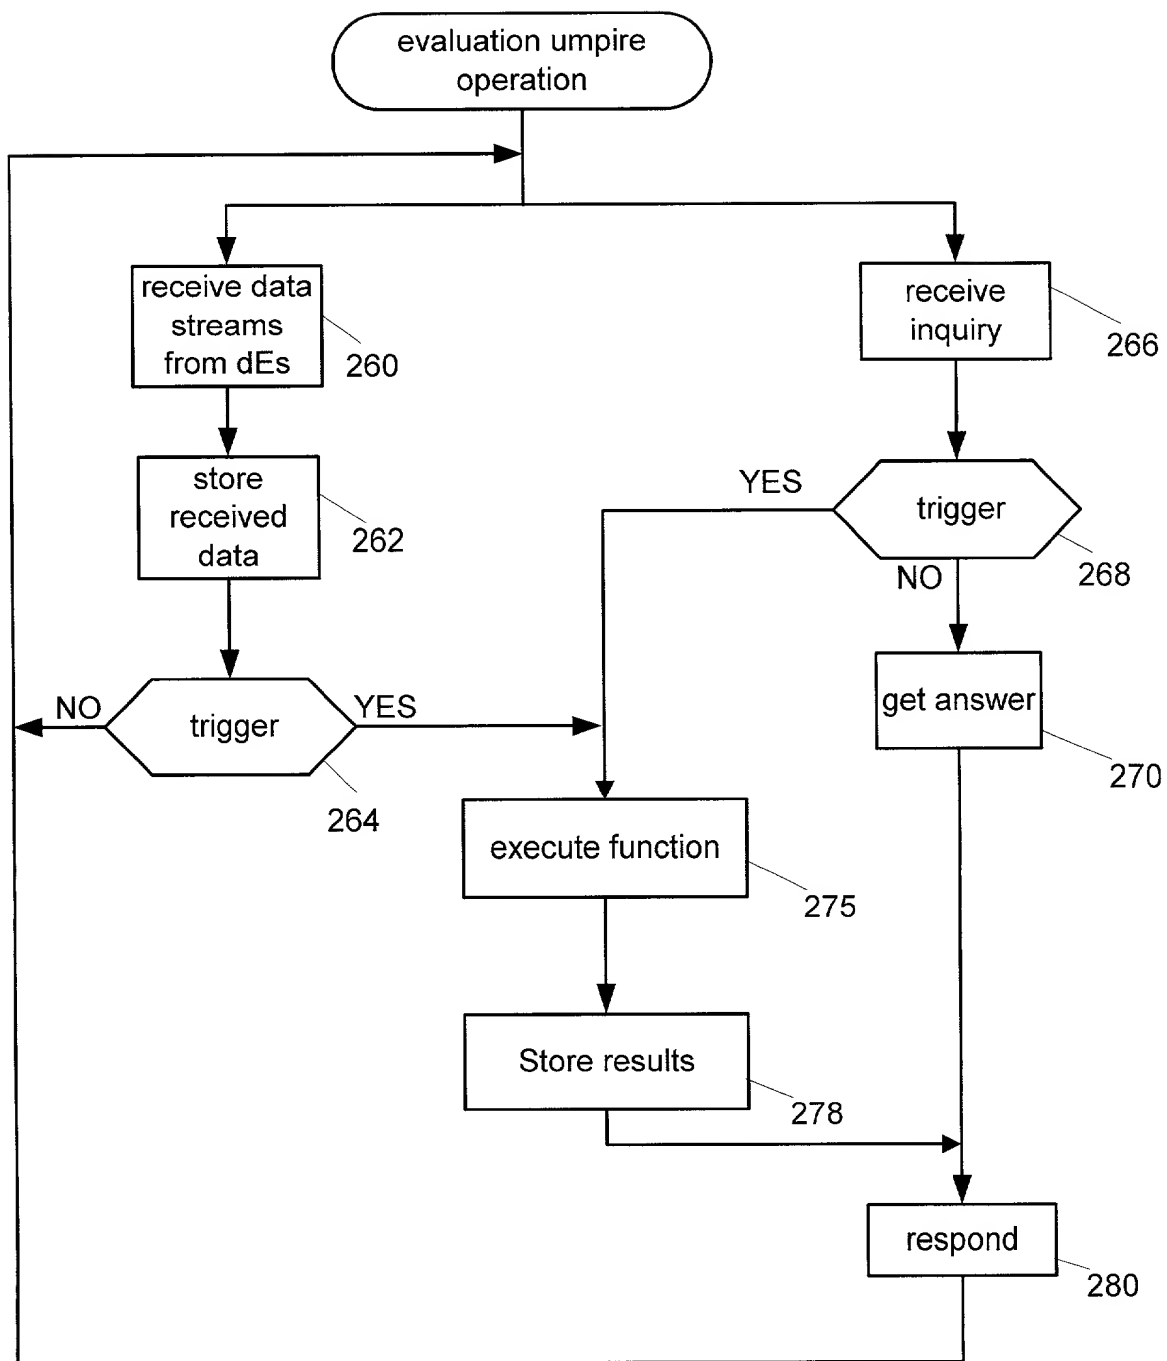 evaluation umpire
operation
receive data
streams
from dEs
260
receive
inquiry
266
store
received
data
262
YES
trigger
268
NO
NO
trigger
YES
264
get answer
270
execute function
275
Store results
278
respond
280